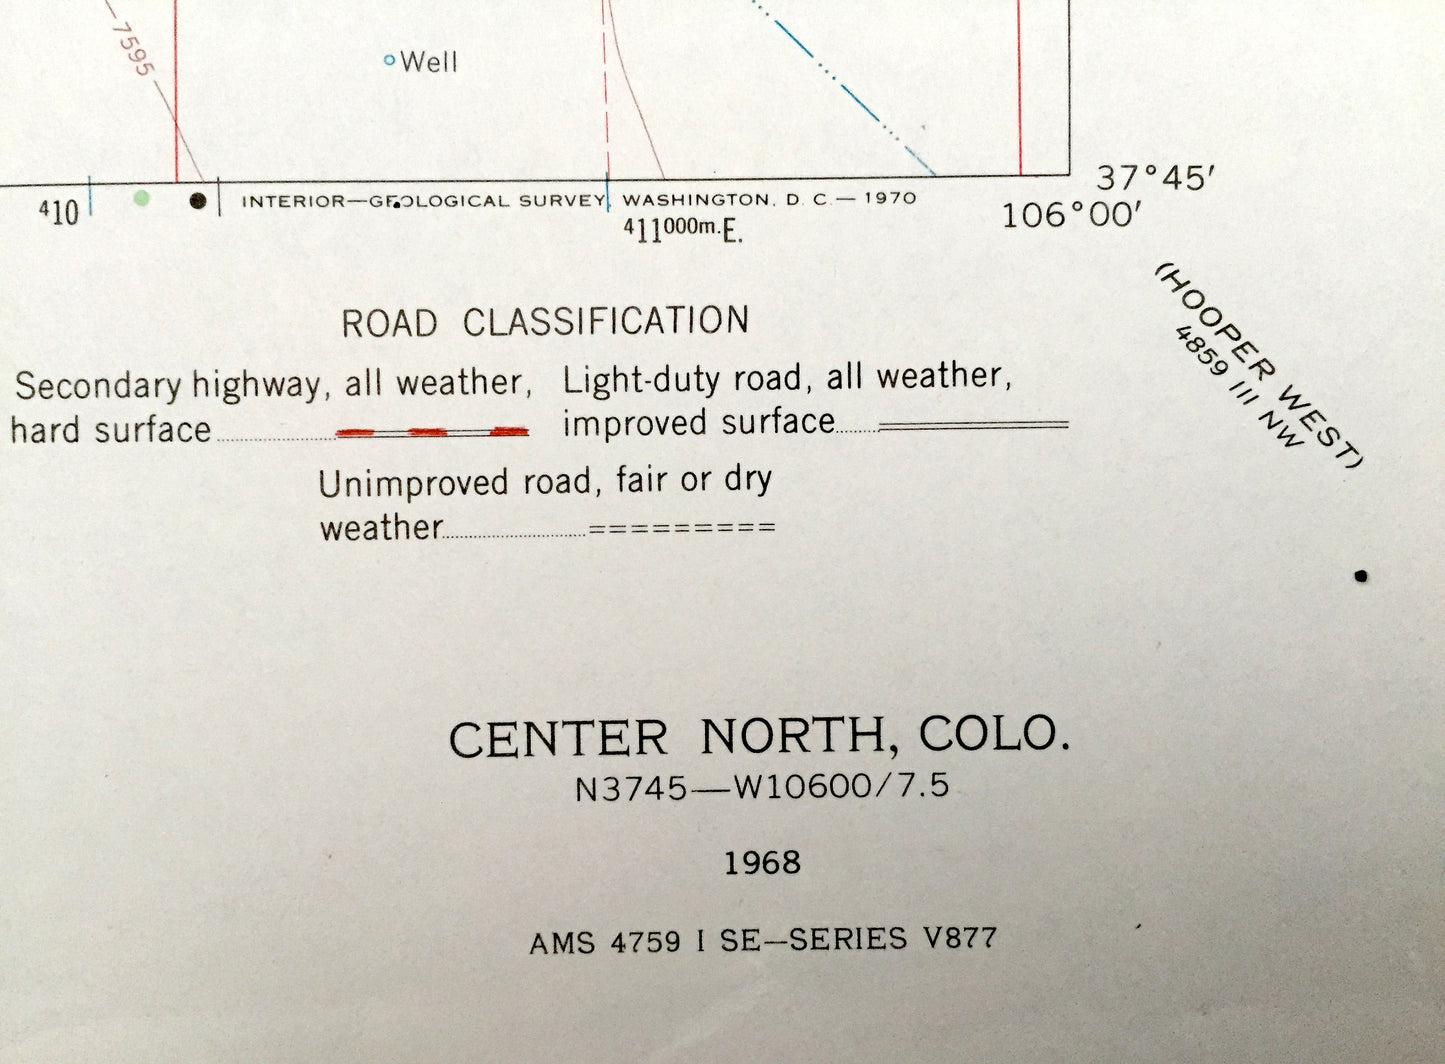 7595
Well
37°45′
410
INTERIOR—GEOLOGICAL SURVEY, WASHINGTON, D. C.— 1970
106°00′
411000m.E.
(HOOPER WEST)
4859 III NW
ROAD CLASSIFICATION
Secondary highway, all weather,
hard surface
Light-duty road, all weather,
improved surface
Unimproved road, fair or dry
weather
CENTER NORTH, COLO.
N3745—W10600/7.5
1968
AMS 4759 I SE—SERIES V877